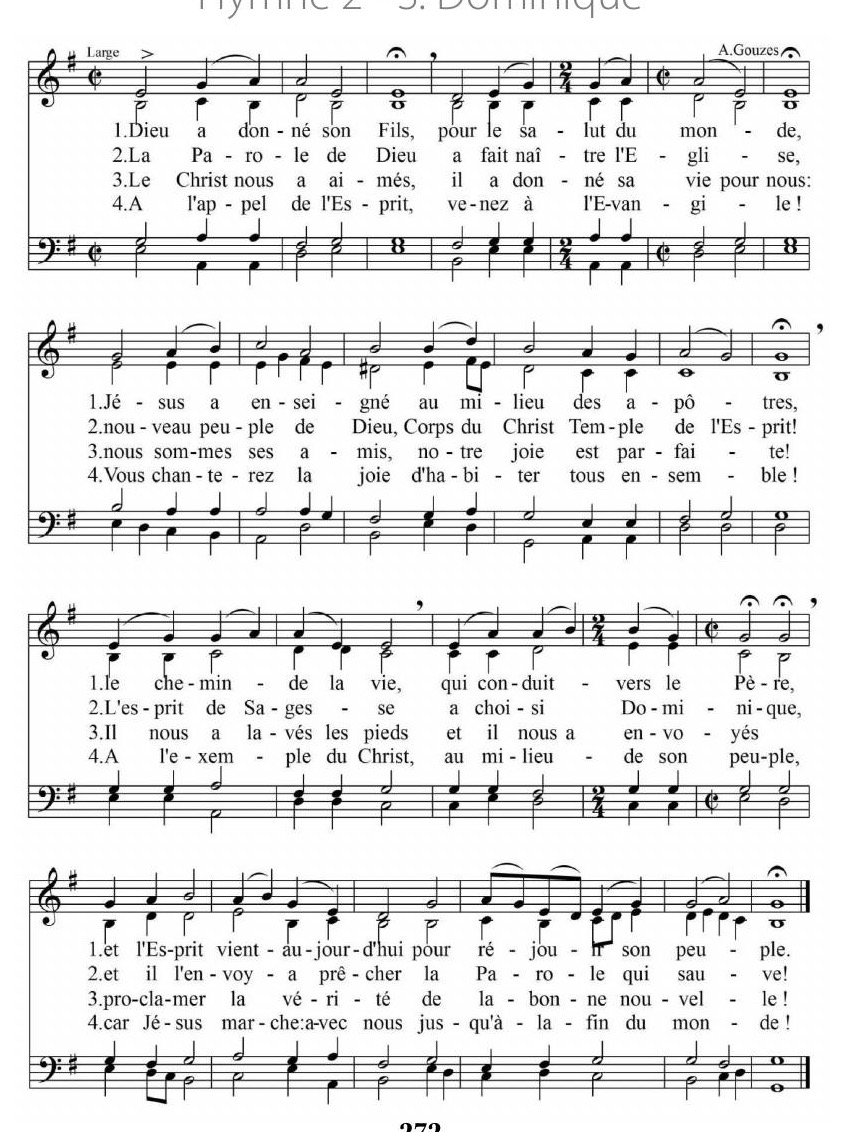 Hymne 2 - S. Dominique
Large
A.Gouzes
1.Dieu a don - né son Fils, pour le sa - lut du mon - de,
2.La Pa - ro - le de Dieu a fait naî - tre l'E - gli - se,
3.Le Christ nous a ai - més, il a don - né sa vie pour nous:
4.A l'ap - pel de l'Es - prit, ve - nez à l'E-van - gi - le !
1.Jé - sus a en - sei - gné au mi - lieu des a - pô - tres,
2.nou - veau peu - ple de Dieu, Corps du Christ Tem - ple de l'Es - prit!
3.nous som - mes ses a - mis, no - tre joie est par - fai - te!
4.Vous chan - te - rez la joie d'ha - bi - ter tous en - sem - ble !
1.le che - min - de la vie, qui con - duit - vers le Pè - re,
2.L'es - prit de Sa - ges - se a choi - si Do - mi - ni - que,
3.Il nous a la - vés les pieds et il nous a en - vo - yés
4.A l'e - xem - ple du Christ, au mi - lieu - de son peu-ple,
1.et l'Es-prit vient - au-jour-d'hui pour ré - jou - ir son peu - ple.
2.et il l'en - voy - a prê - cher la Pa - ro - le qui sau - ve!
3.pro-cla-mer la vé - ri - té de la - bon - ne nou - vel - le !
4.car Jé - sus mar - che:a-vec nous jus - qu'à - la - fin du mon - de !
273